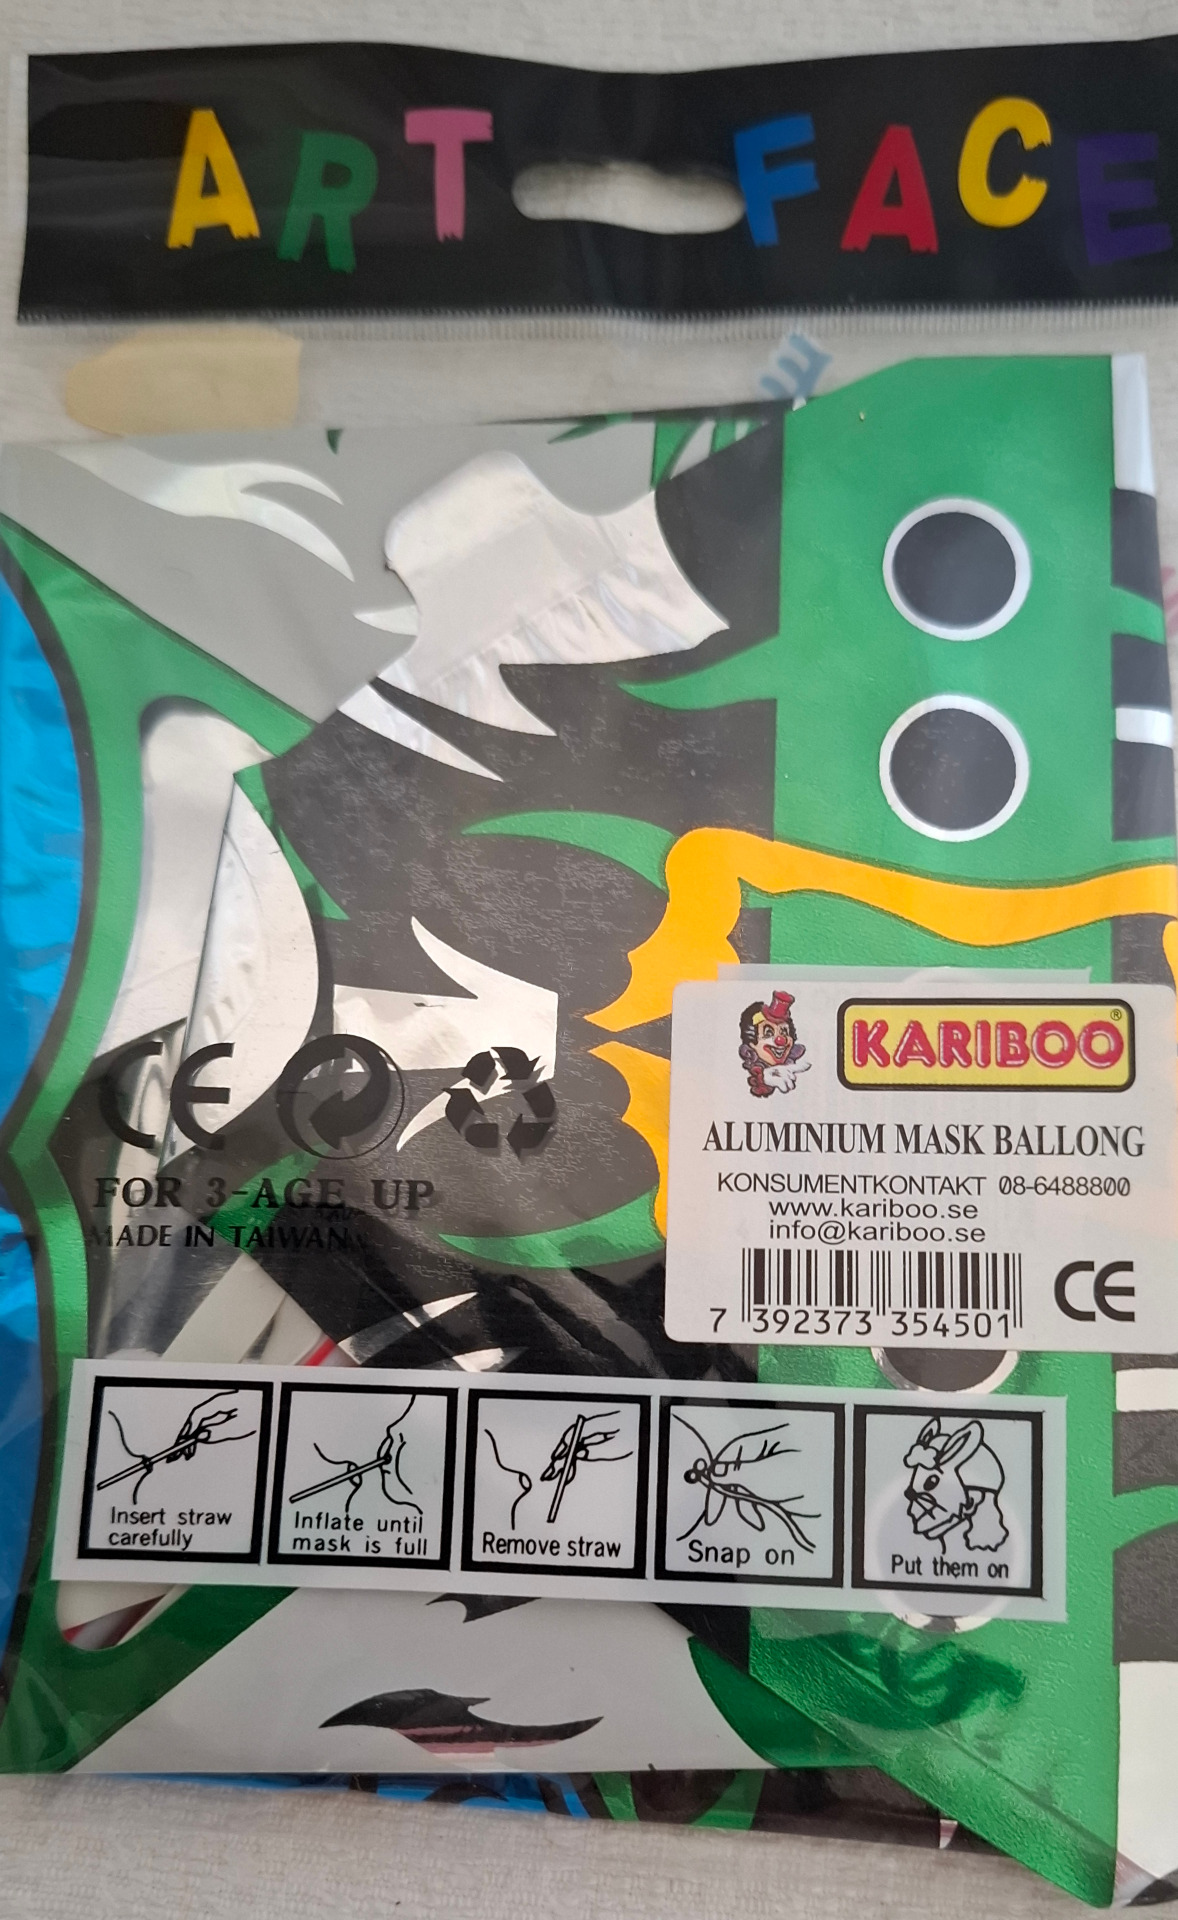 ART FACE
KARIBOO®
ALUMINIUM MASK BALLONG
KONSUMENTKONTAKT 08-6488800
www.kariboo.se
info@kariboo.se
7 392373 354501
CE
CE
FOR 3-AGE UP
MADE IN TAIWAN
Insert straw
carefully
Inflate until
mask is full
Remove straw
Snap on
Put them on